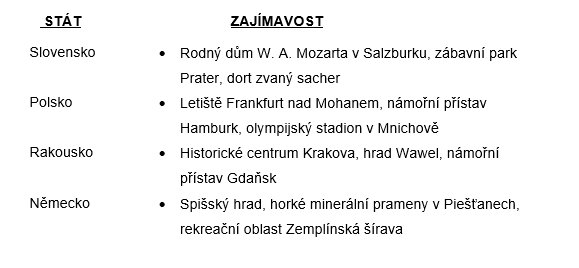 STÁT ZAJÍMAVOST
Slovensko • Rodný dům W. A. Mozarta v Salzburku, zábavní park
Prater, dort zvaný sacher
Polsko • Letiště Frankfurt nad Mohanem, námořní přístav
Hamburk, olympijský stadion v Mnichově
Rakousko • Historické centrum Krakova, hrad Wawel, námořní
přístav Gdaňsk
Německo • Spišský hrad, horké minerální prameny v Piešťanech,
rekreační oblast Zemplínská šírava